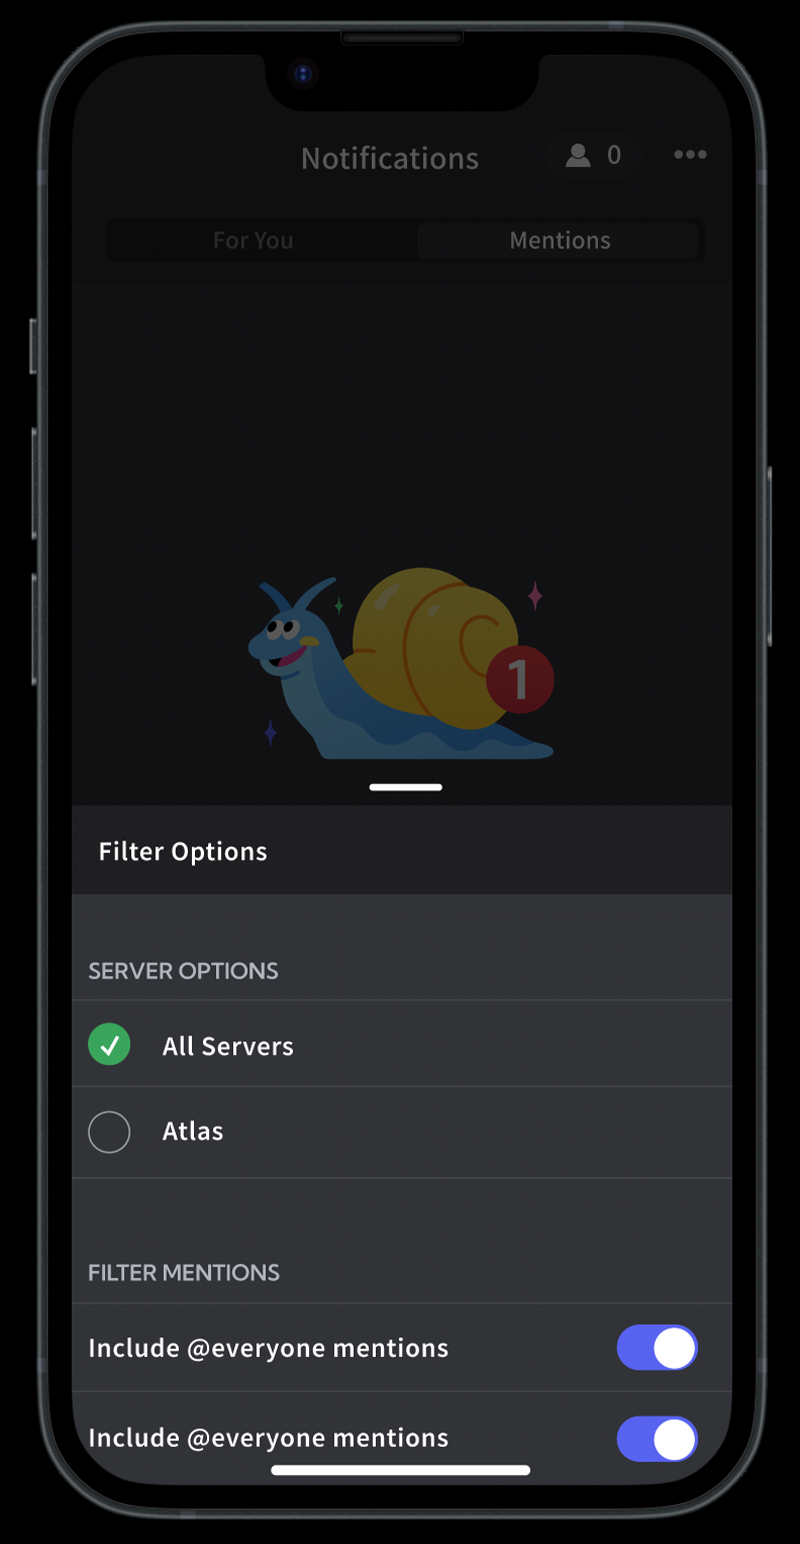 Notifications
0
For You
Mentions
1
Filter Options
SERVER OPTIONS
All Servers
Atlas
FILTER MENTIONS
Include @everyone mentions
Include @everyone mentions